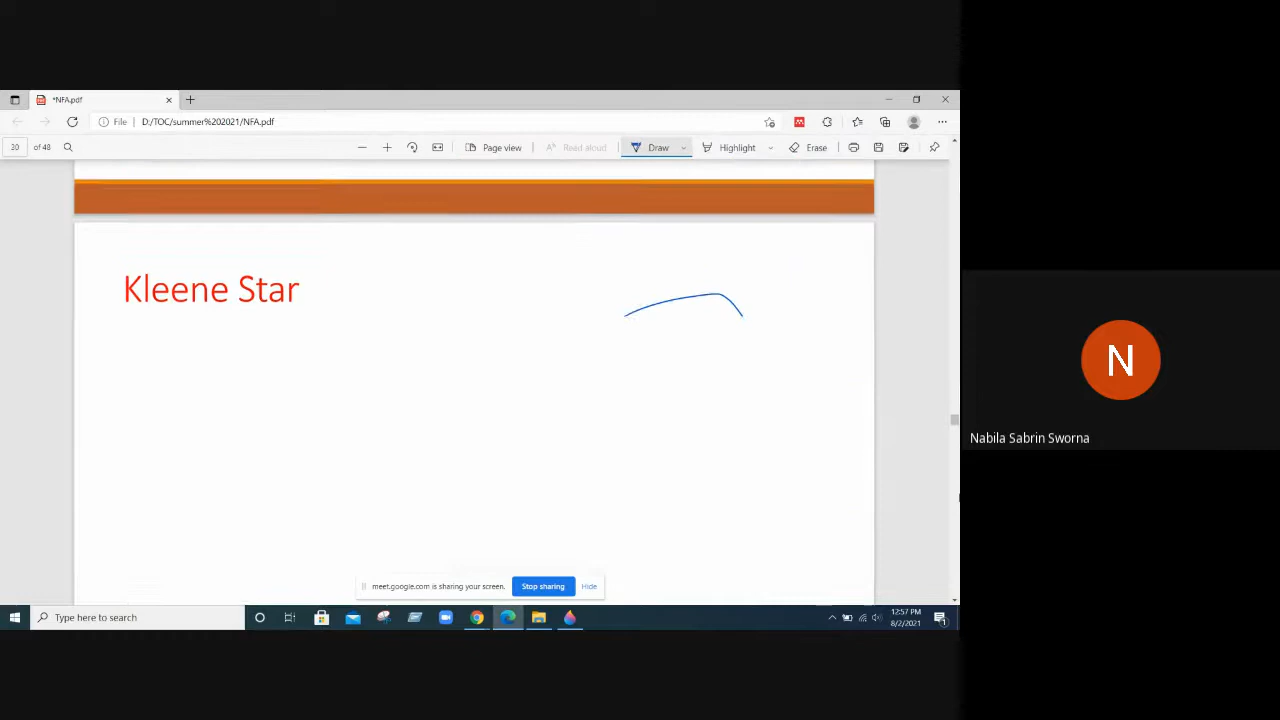 *NFA.pdf
File D:/TOC/summer%202021/NFA.pdf
30 of 48 Page view Read aloud Draw Highlight Erase
Kleene Star
N
Nabila Sabrin Sworna
meet.google.com is sharing your screen. Stop sharing Hide
Type here to search
12:57 PM
8/2/2021
1